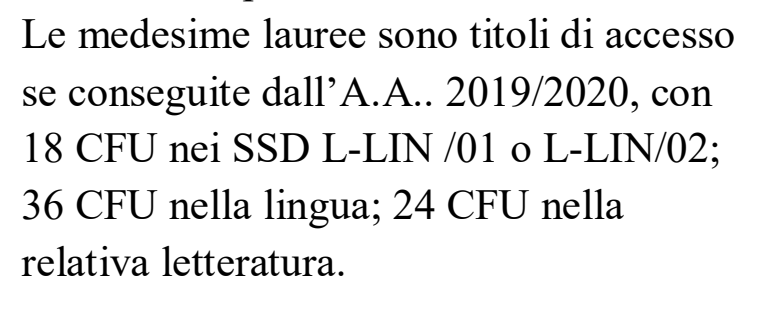 Le medesime lauree sono titoli di accesso
se conseguite dall’A.A.. 2019/2020, con
18 CFU nei SSD L-LIN /01 o L-LIN/02;
36 CFU nella lingua; 24 CFU nella
relativa letteratura.